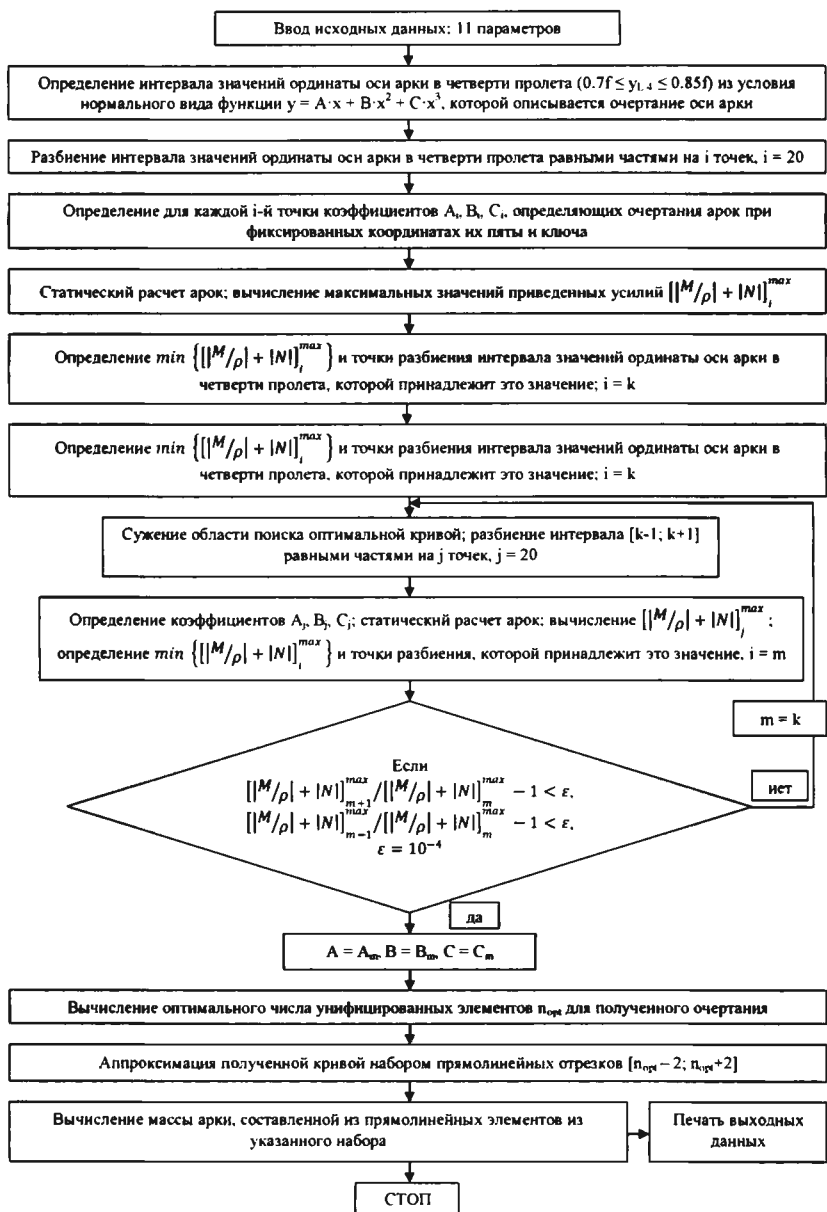 Ввод исходных данных: 11 параметров
Определение интервала значений ординаты оси арки в четверти пролета (0.7f ≤ y_L/4 ≤ 0.85f) из условия
нормального вида функции y = A·x + B·x² + C·x³, которой описывается очертание оси арки
Разбиение интервала значений ординаты оси арки в четверти пролета равными частями на i точек, i = 20
Определение для каждой i-й точки коэффициентов A_i, B_i, C_i, определяющих очертания арок при
фиксированных координатах их пяты и ключа
Статический расчет арок; вычисление максимальных значений приведенных усилий [|M/ρ| + |N|]_i^max
Определение min {[|M/ρ| + |N|]_i^max} и точки разбиения интервала значений ординаты оси арки в
четверти пролета, которой принадлежит это значение; i = k
Определение min {[|M/ρ| + |N|]_i^max} и точки разбиения интервала значений ординаты оси арки в
четверти пролета, которой принадлежит это значение; i = k
Сужение области поиска оптимальной кривой; разбиение интервала [k-1; k+1]
равными частями на j точек, j = 20
Определение коэффициентов A_j, B_j, C_j; статический расчет арок; вычисление [|M/ρ| + |N|]_j^max ;
определение min {[|M/ρ| + |N|]_i^max} и точки разбиения, которой принадлежит это значение, i = m
m = k
Если
[|M/ρ| + |N|]_m+1^max/[|M/ρ| + |N|]_m^max − 1 < ε,
[|M/ρ| + |N|]_m−1^max/[|M/ρ| + |N|]_m^max − 1 < ε,
ε = 10⁻⁴
нет
да
A = A_m, B = B_m, C = C_m
Вычисление оптимального числа унифицированных элементов n_opt для полученного очертания
Аппроксимация полученной кривой набором прямолинейных отрезков [n_opt − 2; n_opt+2]
Вычисление массы арки, составленной из прямолинейных элементов из
указанного набора
Печать выходных
данных
СТОП